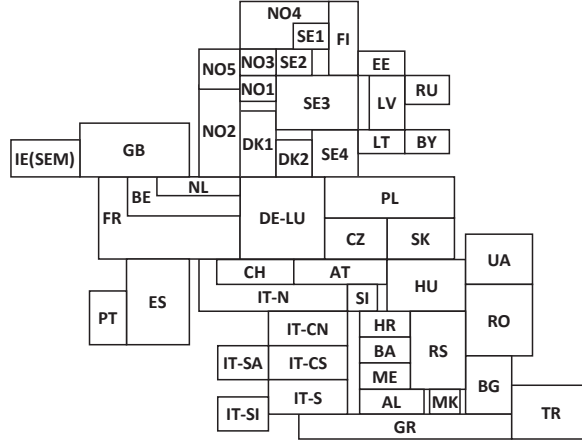 NO4
SE1
FI
NO5
NO3
SE2
EE
NO1
SE3
LV
RU
NO2
DK1
GB
IE(SEM)
DK2
SE4
LT
BY
NL
BE
FR
DE-LU
PL
CZ
SK
UA
CH
AT
HU
ES
IT-N
SI
PT
RO
IT-CN
HR
RS
BA
IT-SA
IT-CS
ME
BG
IT-S
AL
MK
TR
IT-SI
GR